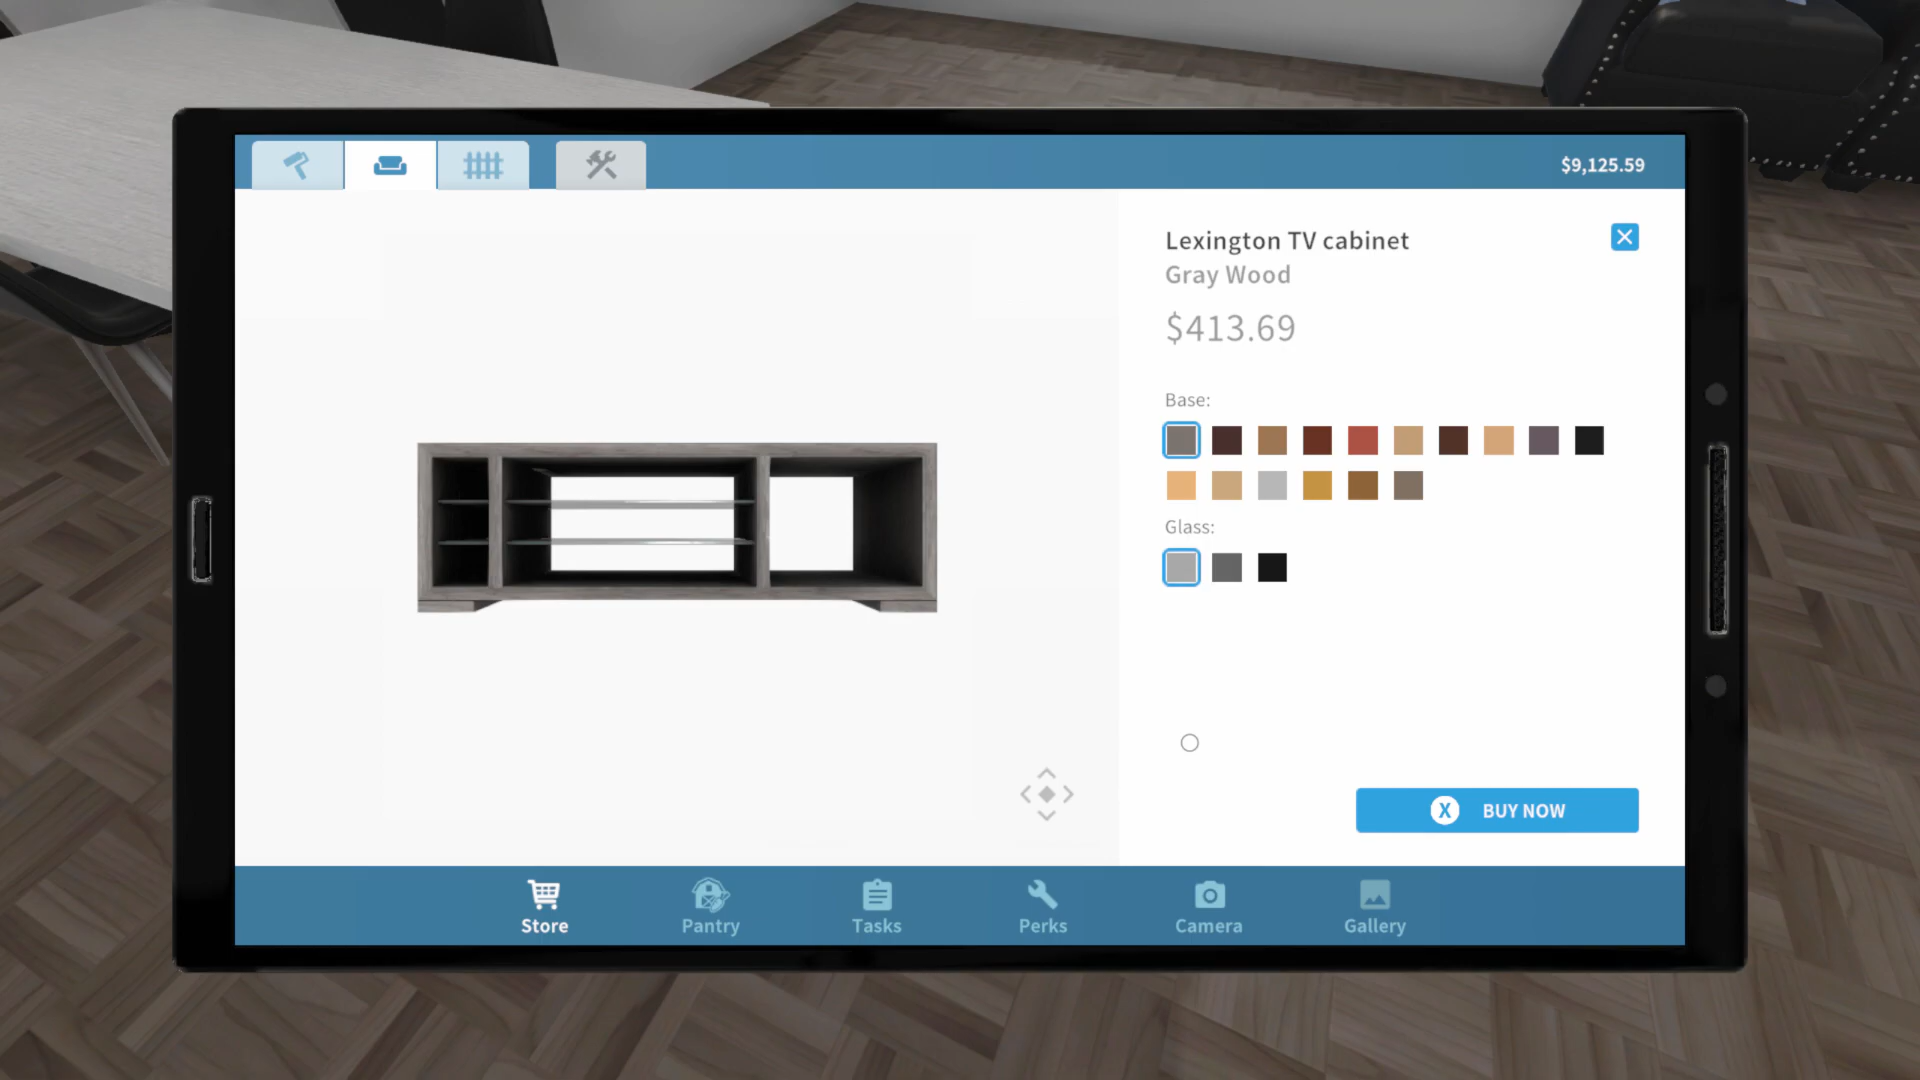 $9,125.59
Lexington TV cabinet
Gray Wood
$413.69
Base:
Glass:
X BUY NOW
Store
Pantry
Tasks
Perks
Camera
Gallery